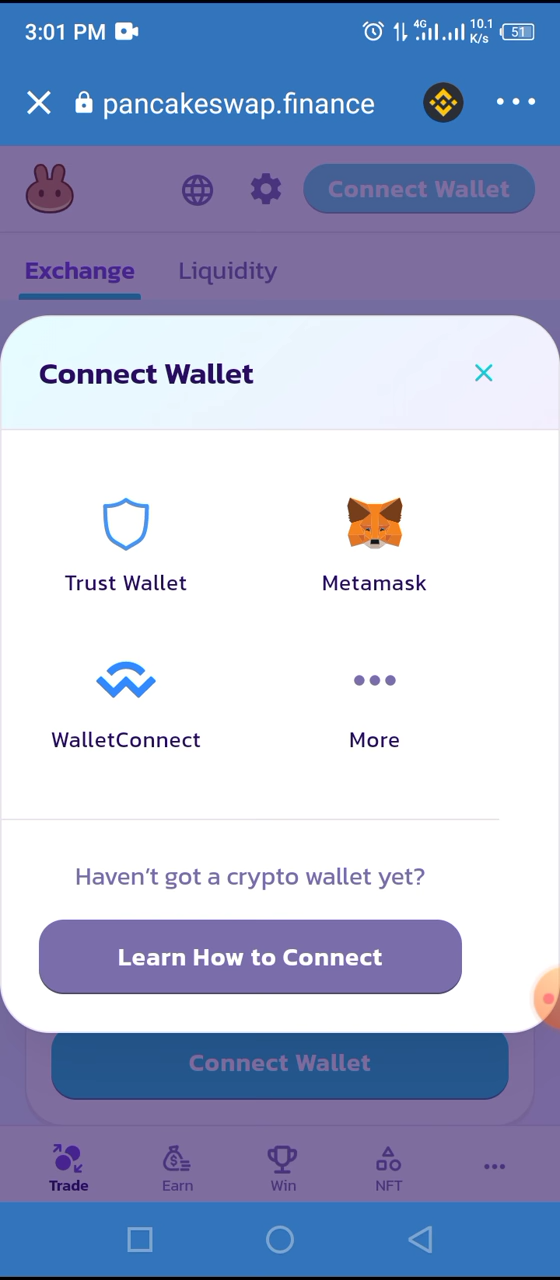 3:01 PM
4G
10.1
K/s
51
pancakeswap.finance
Connect Wallet
Exchange
Liquidity
Connect Wallet
Trust Wallet
Metamask
WalletConnect
More
Haven't got a crypto wallet yet?
Learn How to Connect
Connect Wallet
Trade
Earn
Win
NFT